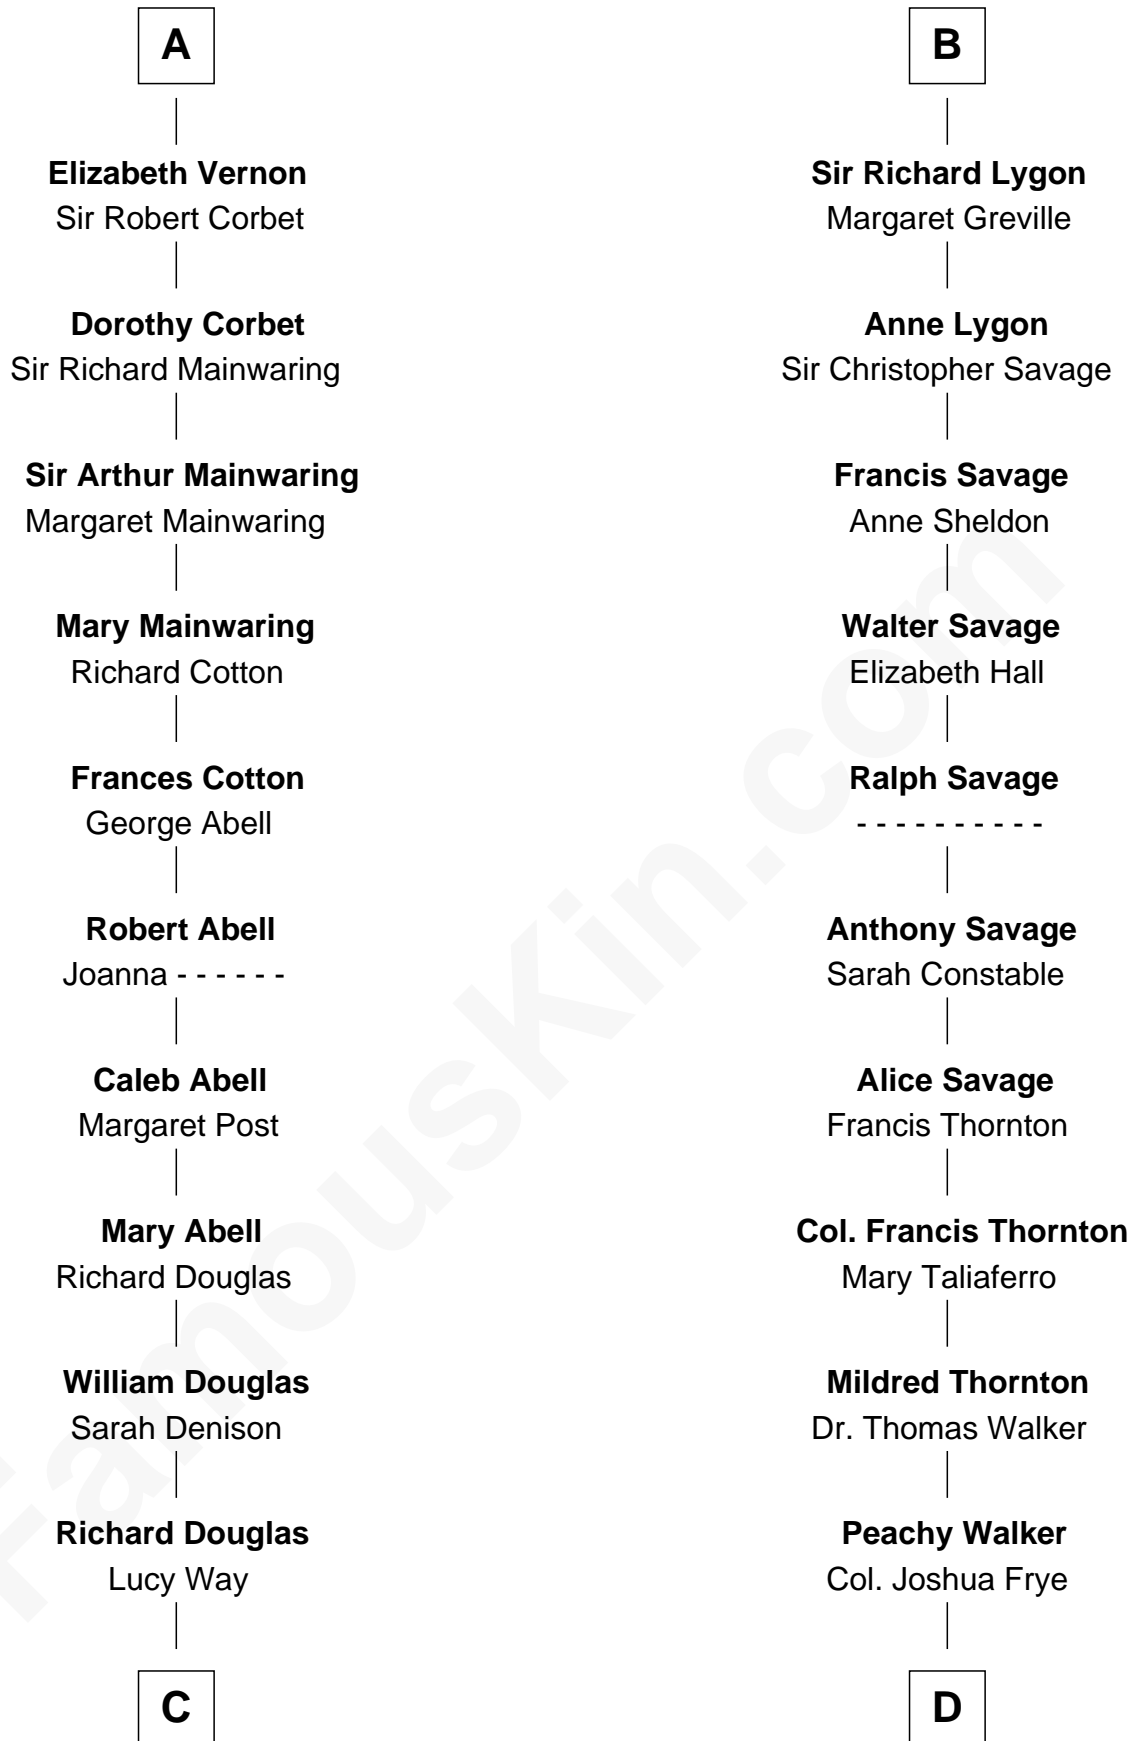 A
Elizabeth Vernon
Sir Robert Corbet
Dorothy Corbet
Sir Richard Mainwaring
Sir Arthur Mainwaring
Margaret Mainwaring
Mary Mainwaring
Richard Cotton
Frances Cotton
George Abell
Robert Abell
Joanna - - - - - -
Caleb Abell
Margaret Post
Mary Abell
Richard Douglas
William Douglas
Sarah Denison
Richard Douglas
Lucy Way
C
B
Sir Richard Lygon
Margaret Greville
Anne Lygon
Sir Christopher Savage
Francis Savage
Anne Sheldon
Walter Savage
Elizabeth Hall
Ralph Savage
- - - - - - - - - -
Anthony Savage
Sarah Constable
Alice Savage
Francis Thornton
Col. Francis Thornton
Mary Taliaferro
Mildred Thornton
Dr. Thomas Walker
Peachy Walker
Col. Joshua Frye
D
FamousKin.com